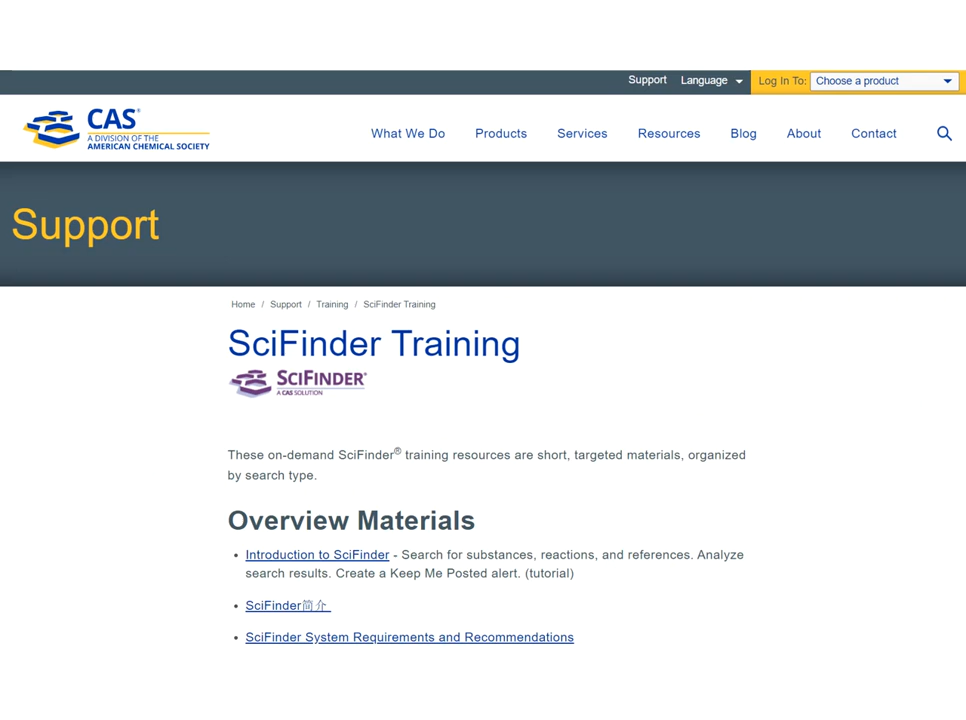 Support Language Log In To: Choose a product
CAS®
A DIVISION OF THE
AMERICAN CHEMICAL SOCIETY
What We Do Products Services Resources Blog About Contact
Support
Home / Support / Training / SciFinder Training
SciFinder Training
SCIFINDER®
A CAS SOLUTION
These on-demand SciFinder® training resources are short, targeted materials, organized
by search type.
Overview Materials
• Introduction to SciFinder - Search for substances, reactions, and references. Analyze
search results. Create a Keep Me Posted alert. (tutorial)
• SciFinder简介
• SciFinder System Requirements and Recommendations